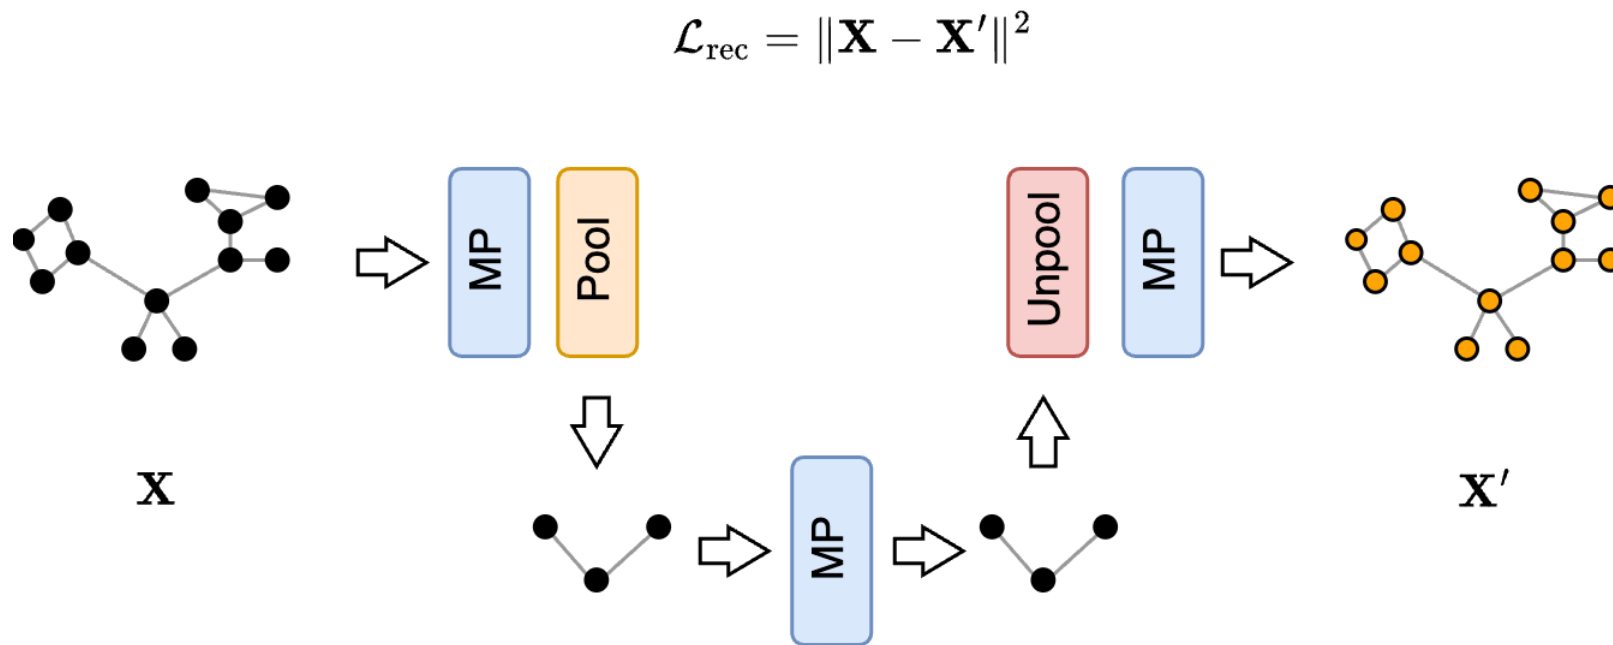 𝓛rec = ‖X − X′‖²
MP
Pool
Unpool
MP
X
X′
MP